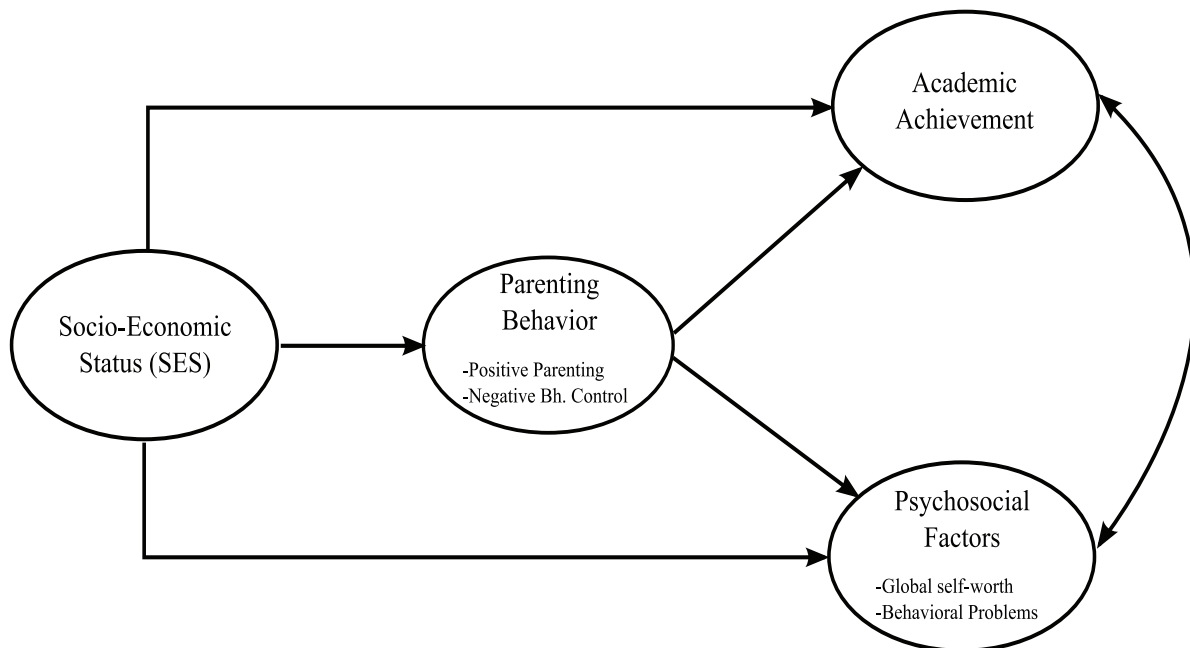 Academic
Achievement
Socio-Economic
Status (SES)
Parenting
Behavior
-Positive Parenting
-Negative Bh. Control
Psychosocial
Factors
-Global self-worth
-Behavioral Problems